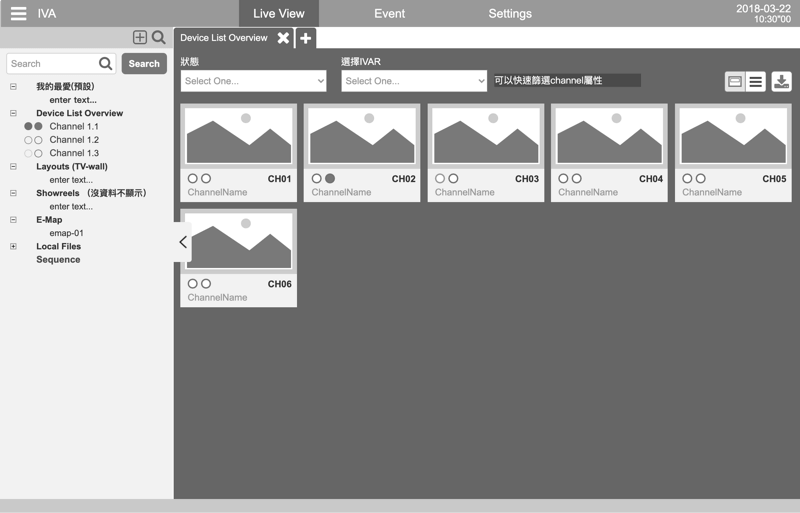 IVA
Live View
Event
Settings
2018-03-22
10:30"00
Device List Overview
Search
Search
我的最愛(預設)
enter text...
Device List Overview
Channel 1.1
Channel 1.2
Channel 1.3
Layouts (TV-wall)
enter text...
Showreels （沒資料不顯示）
enter text...
E-Map
emap-01
Local Files
Sequence
狀態
選擇IVAR
Select One...
Select One...
可以快速篩選channel屬性
CH01
ChannelName
CH02
ChannelName
CH03
ChannelName
CH04
ChannelName
CH05
ChannelName
CH06
ChannelName